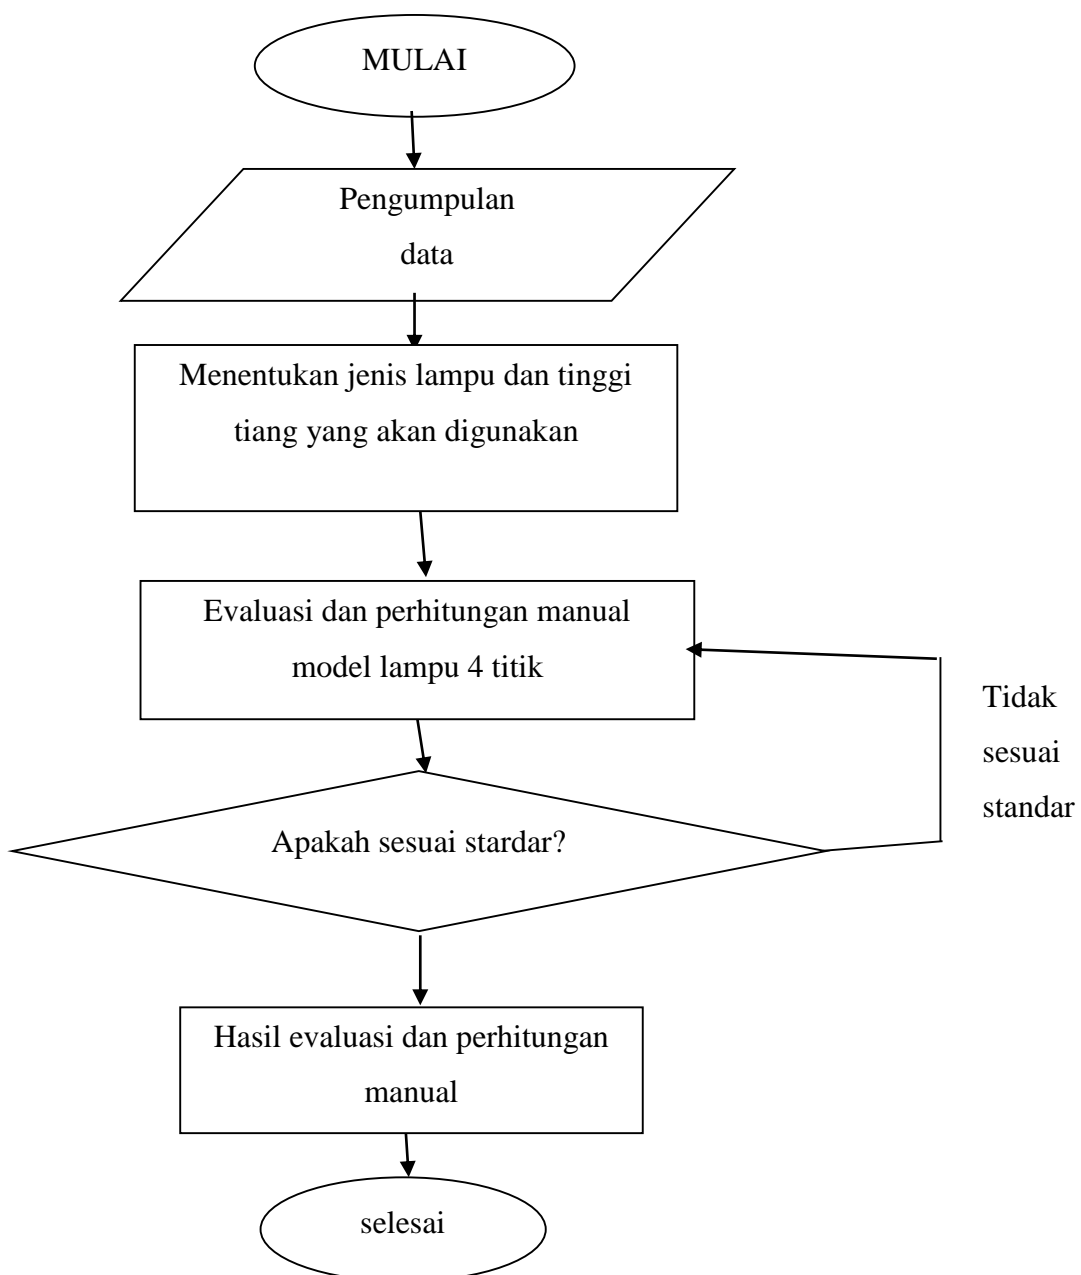 MULAI
Pengumpulan
data
Menentukan jenis lampu dan tinggi
tiang yang akan digunakan
Evaluasi dan perhitungan manual
model lampu 4 titik
Tidak
sesuai
standar
Apakah sesuai stardar?
Hasil evaluasi dan perhitungan
manual
selesai